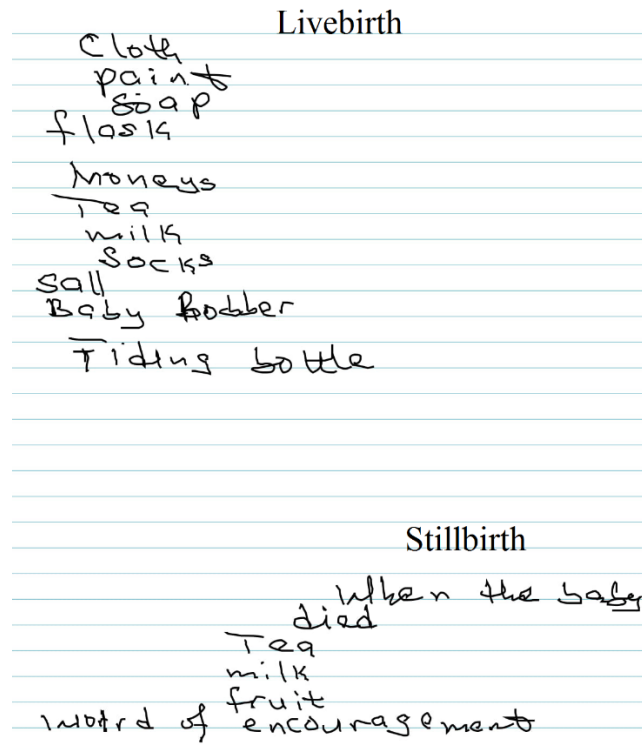 Livebirth
Cloth
paint
soap
flask
Moneys
Tea
milk
Socks
sall
Baby Robber
Tiding bottle
Stillbirth
When the baby
died
Tea
milk
fruit
word of encouragement